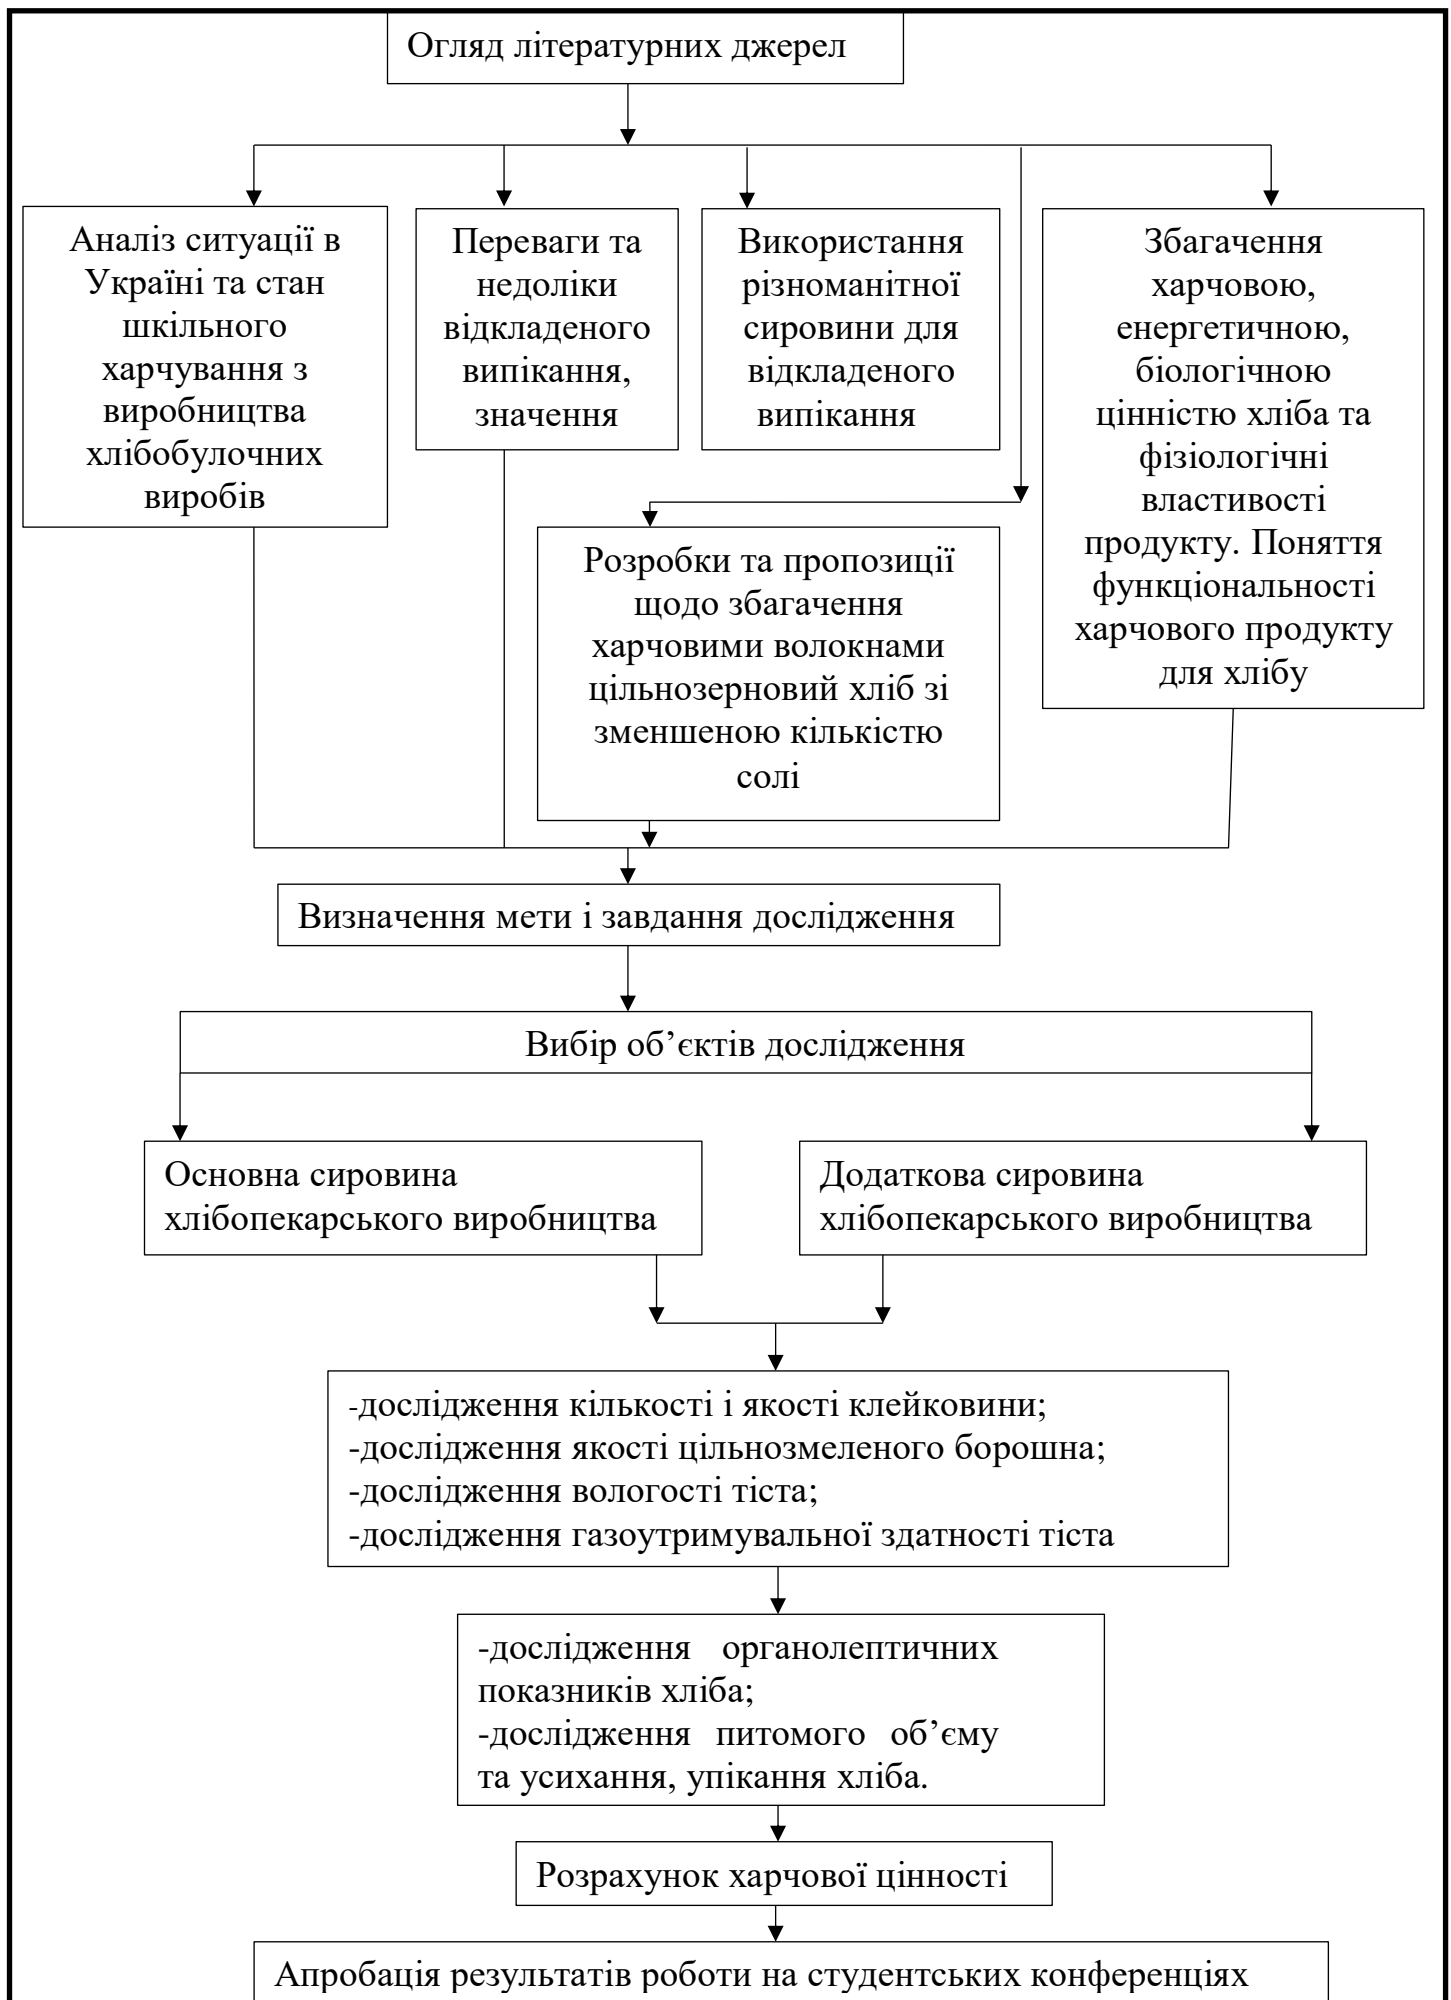 Огляд літературних джерел
Аналіз ситуації в
Україні та стан
шкільного
харчування з
виробництва
хлібобулочних
виробів
Переваги та
недоліки
відкладеного
випікання,
значення
Використання
різноманітної
сировини для
відкладеного
випікання
Збагачення
харчовою,
енергетичною,
біологічною
цінністю хліба та
фізіологічні
властивості
продукту. Поняття
функціональності
харчового продукту
для хлібу
Розробки та пропозиції
щодо збагачення
харчовими волокнами
цільнозерновий хліб зі
зменшеною кількістю
солі
Визначення мети і завдання дослідження
Вибір об’єктів дослідження
Основна сировина
хлібопекарського виробництва
Додаткова сировина
хлібопекарського виробництва
-дослідження кількості і якості клейковини;
-дослідження якості цільнозмеленого борошна;
-дослідження вологості тіста;
-дослідження газоутримувальної здатності тіста
-дослідження органолептичних
показників хліба;
-дослідження питомого об’єму
та усихання, упікання хліба.
Розрахунок харчової цінності
Апробація результатів роботи на студентських конференціях